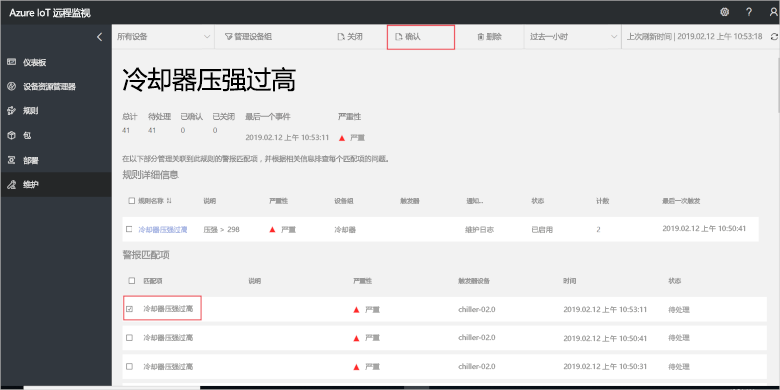 Azure IoT 远程监视
?
所有设备 管理设备组 关闭 确认 删除 过去一小时 上次刷新时间 | 2019.02.12 上午 10:53:18
仪表板
设备资源管理器
规则
包
部署
维护
冷却器压强过高
总计 待处理 已确认 已关闭 最后一个事件 严重性
41 41 0 0 2019.02.12 上午 10:53:11 严重
在以下部分管理关联到此规则的警报匹配项，并根据相关信息排查每个匹配项的问题。
规则详细信息
规则名称 说明 严重性 设备组 触发器 通知... 状态 计数 最后一次触发
冷却器压强过高 压强 > 298 严重 冷却器 维护日志 已启用 2 2019.02.12 上午 10:50:41
警报匹配项
匹配项 说明 严重性 触发器设备 时间 状态
冷却器压强过高 严重 chiller-02.0 2019.02.12 上午 10:53:11 待处理
冷却器压强过高 严重 chiller-02.0 2019.02.12 上午 10:50:41 待处理
冷却器压强过高 严重 chiller-02.0 2019.02.12 上午 10:50:31 待处理